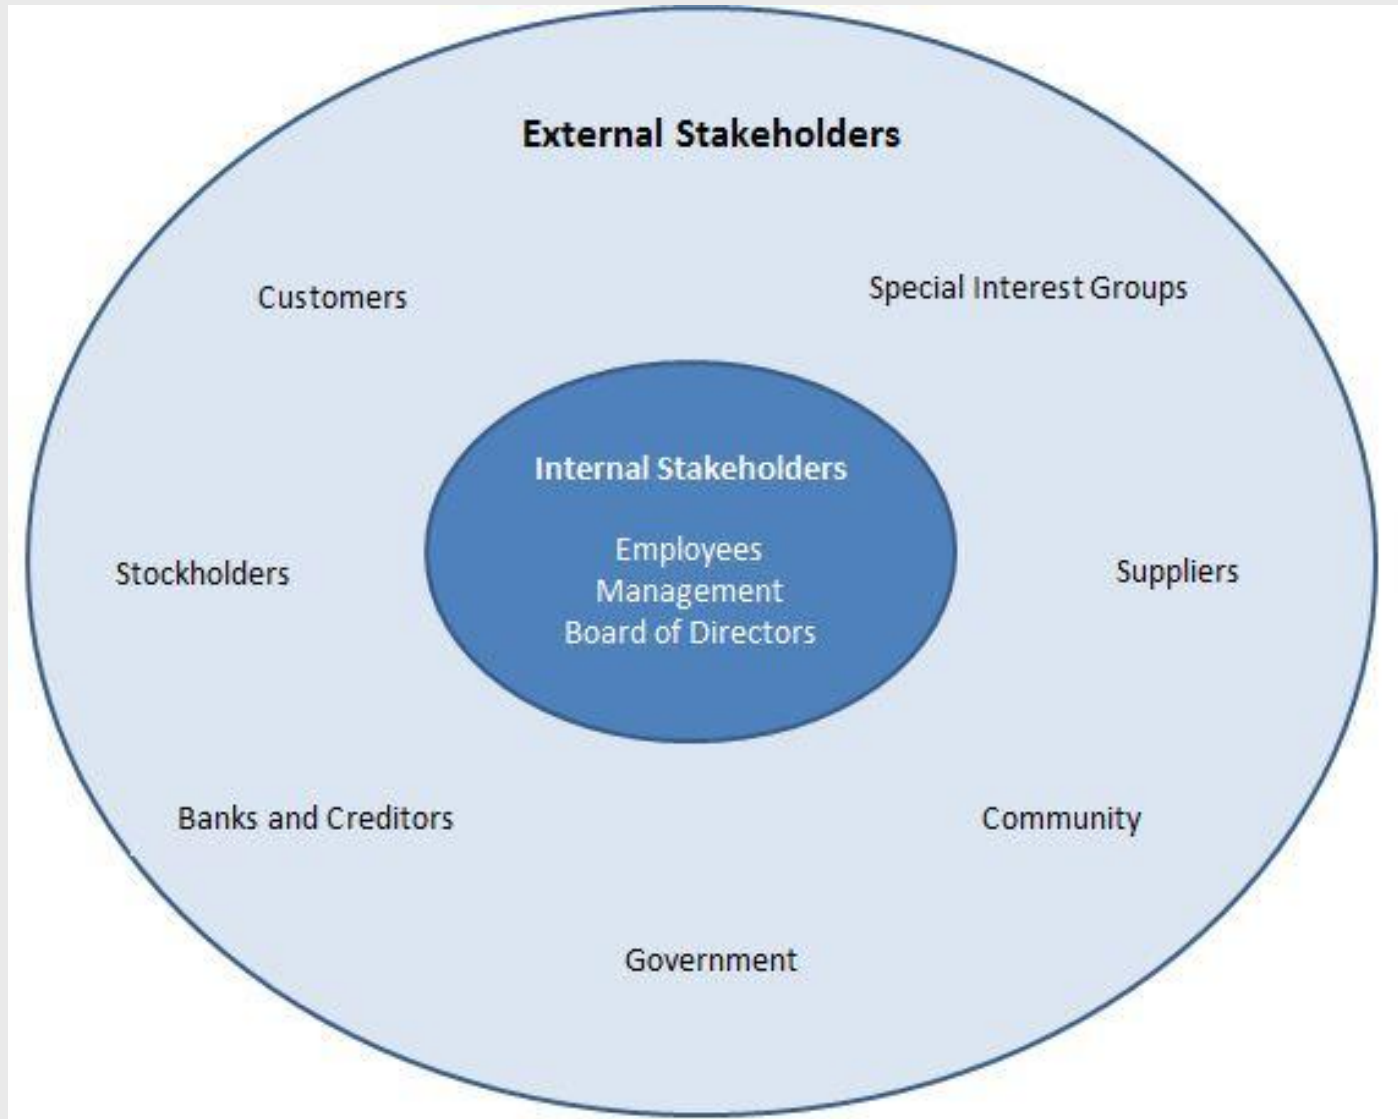 External Stakeholders
Customers
Special Interest Groups
Internal Stakeholders
Employees
Management
Board of Directors
Stockholders
Suppliers
Banks and Creditors
Community
Government